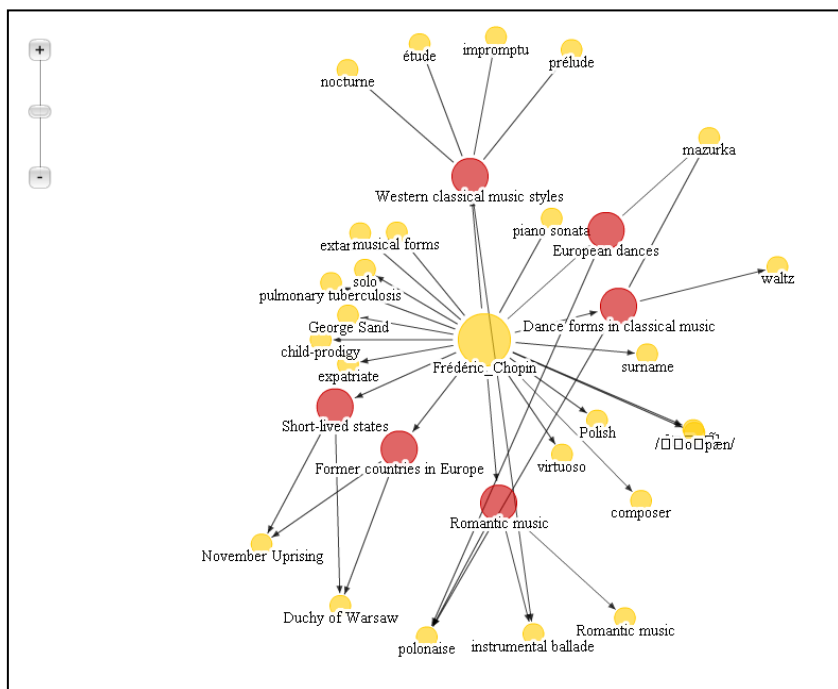 +
étude
impromptu
prélude
nocturne
mazurka
Western classical music styles
piano sonata
European dances
musical forms
solo
waltz
pulmonary tuberculosis
George Sand
Dance forms in classical music
child-prodigy
surname
Frédéric_Chopin
expatriate
Short-lived states
Polish
Former countries in Europe
virtuoso
composer
Romantic music
November Uprising
Duchy of Warsaw
Romantic music
polonaise
instrumental ballade
-